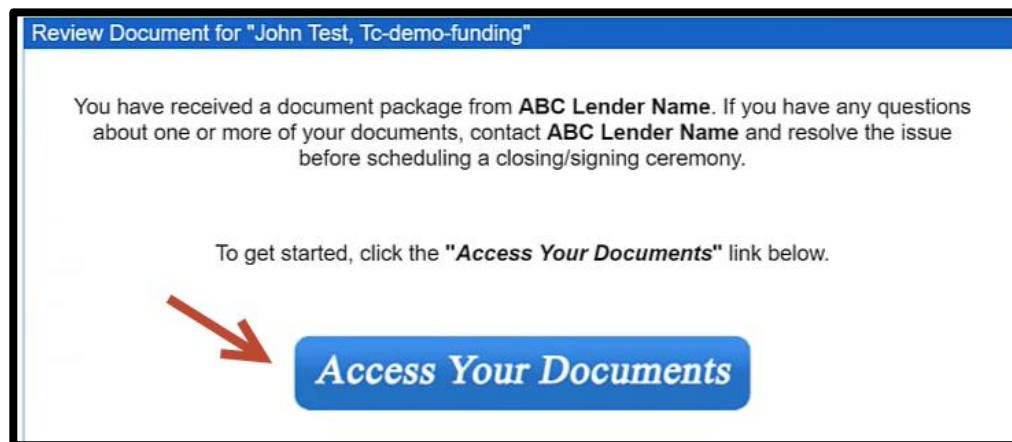 Review Document for "John Test, Tc-demo-funding"
You have received a document package from ABC Lender Name. If you have any questions
about one or more of your documents, contact ABC Lender Name and resolve the issue
before scheduling a closing/signing ceremony.
To get started, click the "Access Your Documents" link below.
Access Your Documents